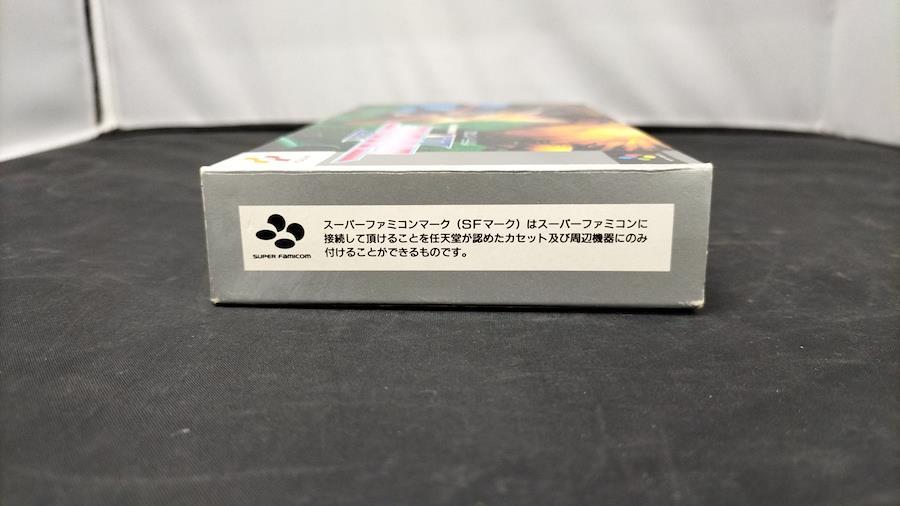 スーパーファミコンマーク（SFマーク）はスーパーファミコンに
接続して頂けることを任天堂が認めたカセット及び周辺機器にのみ
付けることができるものです。
SUPER FAMICOM